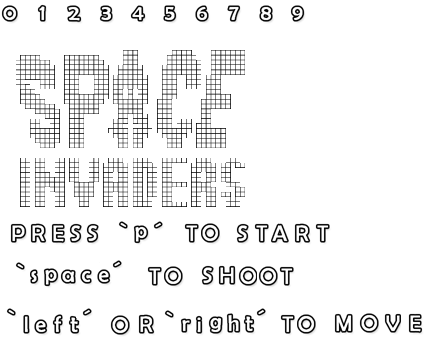 0 1 2 3 4 5 6 7 8 9
SPACE
INVADERS
PRESS `p´ TO START
`space´ TO SHOOT
`left´ OR `right´ TO MOVE